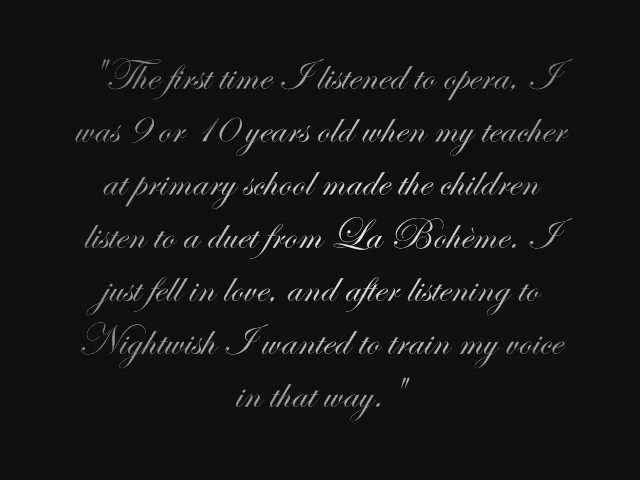 "The first time I listened to opera, I
was 9 or 10 years old when my teacher
at primary school made the children
listen to a duet from La Bohème. I
just fell in love, and after listening to
Nightwish I wanted to train my voice
in that way. "